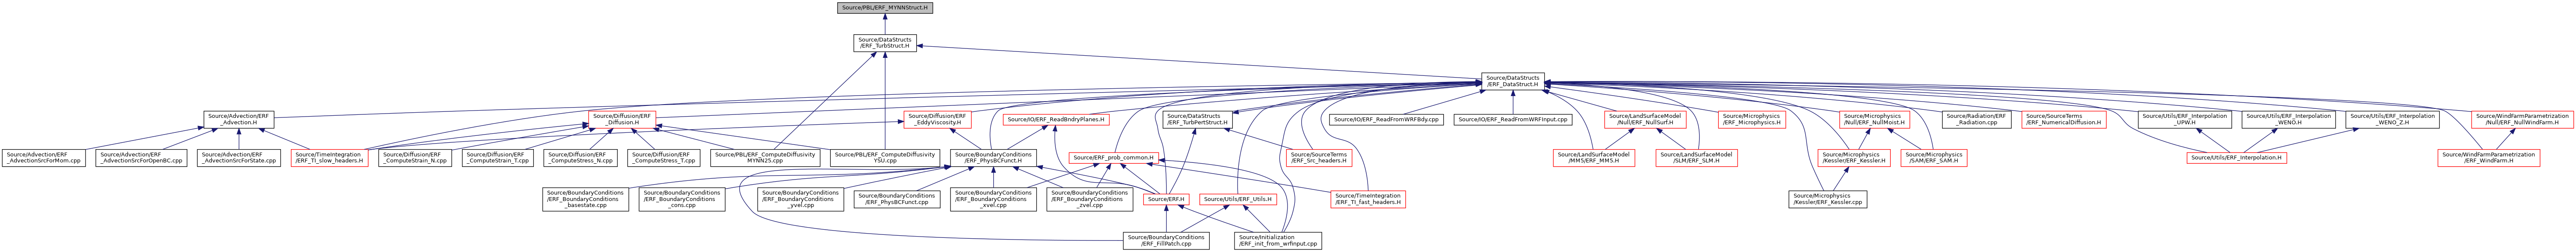 Source/PBL/ERF_MYNNStruct.H
Source/DataStructs
/ERF_TurbStruct.H
Source/DataStructs
/ERF_DataStruct.H
Source/Advection/ERF
_Advection.H
Source/Diffusion/ERF
_Diffusion.H
Source/Diffusion/ERF
_EddyViscosity.H
Source/IO/ERF_ReadBndryPlanes.H
Source/DataStructs
/ERF_TurbPertStruct.H
Source/IO/ERF_ReadFromWRFBdy.cpp
Source/IO/ERF_ReadFromWRFInput.cpp
Source/LandSurfaceModel
/Null/ERF_NullSurf.H
Source/Microphysics
/ERF_Microphysics.H
Source/Microphysics
/Null/ERF_NullMoist.H
Source/Radiation/ERF
_Radiation.cpp
Source/SourceTerms
/ERF_NumericalDiffusion.H
Source/Utils/ERF_Interpolation
_UPW.H
Source/Utils/ERF_Interpolation
_WENO.H
Source/Utils/ERF_Interpolation
_WENO_Z.H
Source/WindFarmParametrization
/Null/ERF_NullWindFarm.H
Source/Advection/ERF
_AdvectionSrcForMom.cpp
Source/Advection/ERF
_AdvectionSrcForOpenBC.cpp
Source/Advection/ERF
_AdvectionSrcForState.cpp
Source/TimeIntegration
/ERF_TI_slow_headers.H
Source/Diffusion/ERF
_ComputeStrain_N.cpp
Source/Diffusion/ERF
_ComputeStrain_T.cpp
Source/Diffusion/ERF
_ComputeStress_N.cpp
Source/Diffusion/ERF
_ComputeStress_T.cpp
Source/PBL/ERF_ComputeDiffusivity
MYNN25.cpp
Source/PBL/ERF_ComputeDiffusivity
YSU.cpp
Source/BoundaryConditions
/ERF_PhysBCFunct.H
Source/ERF_prob_common.H
Source/SourceTerms
/ERF_Src_headers.H
Source/LandSurfaceModel
/MM5/ERF_MM5.H
Source/LandSurfaceModel
/SLM/ERF_SLM.H
Source/Microphysics
/Kessler/ERF_Kessler.H
Source/Microphysics
/SAM/ERF_SAM.H
Source/Utils/ERF_Interpolation.H
Source/WindFarmParametrization
/ERF_WindFarm.H
Source/BoundaryConditions
/ERF_BoundaryConditions
_basestate.cpp
Source/BoundaryConditions
/ERF_BoundaryConditions
_cons.cpp
Source/BoundaryConditions
/ERF_BoundaryConditions
_yvel.cpp
Source/BoundaryConditions
/ERF_PhysBCFunct.cpp
Source/BoundaryConditions
/ERF_BoundaryConditions
_xvel.cpp
Source/BoundaryConditions
/ERF_BoundaryConditions
_zvel.cpp
Source/ERF.H
Source/Utils/ERF_Utils.H
Source/TimeIntegration
/ERF_TI_fast_headers.H
Source/Microphysics
/Kessler/ERF_Kessler.cpp
Source/BoundaryConditions
/ERF_FillPatch.cpp
Source/Initialization
/ERF_init_from_wrfinput.cpp